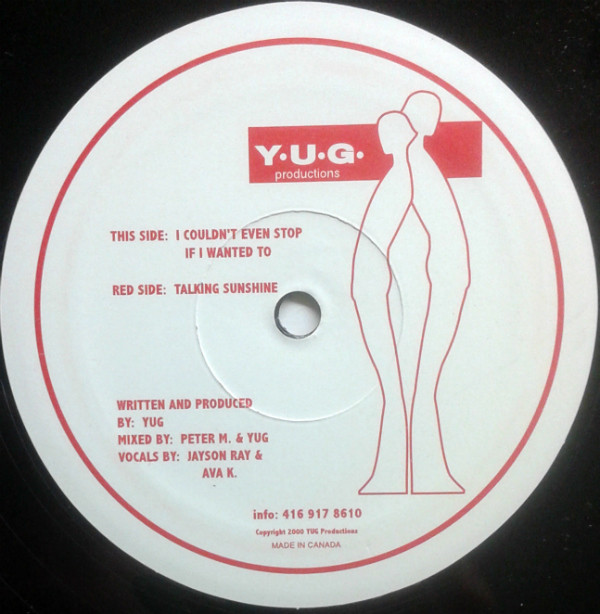 Y•U•G•
productions
THIS SIDE: I COULDN'T EVEN STOP
IF I WANTED TO
RED SIDE: TALKING SUNSHINE
WRITTEN AND PRODUCED
BY: YUG
MIXED BY: PETER M. & YUG
VOCALS BY: JAYSON RAY &
AVA K.
info: 416 917 8610
Copyright 2000 YUG Productions
MADE IN CANADA